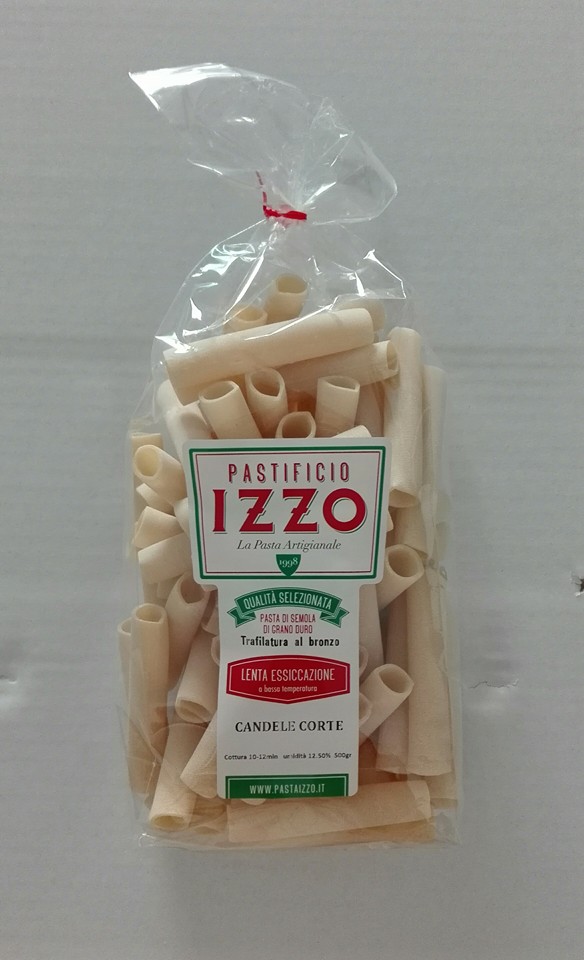 PASTIFICIO
IZZO
La Pasta Artigianale
1998
QUALITÀ SELEZIONATA
PASTA DI SEMOLA
DI GRANO DURO
Trafilatura al bronzo
LENTA ESSICCAZIONE
a bassa temperatura
CANDELE CORTE
Cottura 10-12min umidità 12.50% 500gr
WWW.PASTAIZZO.IT